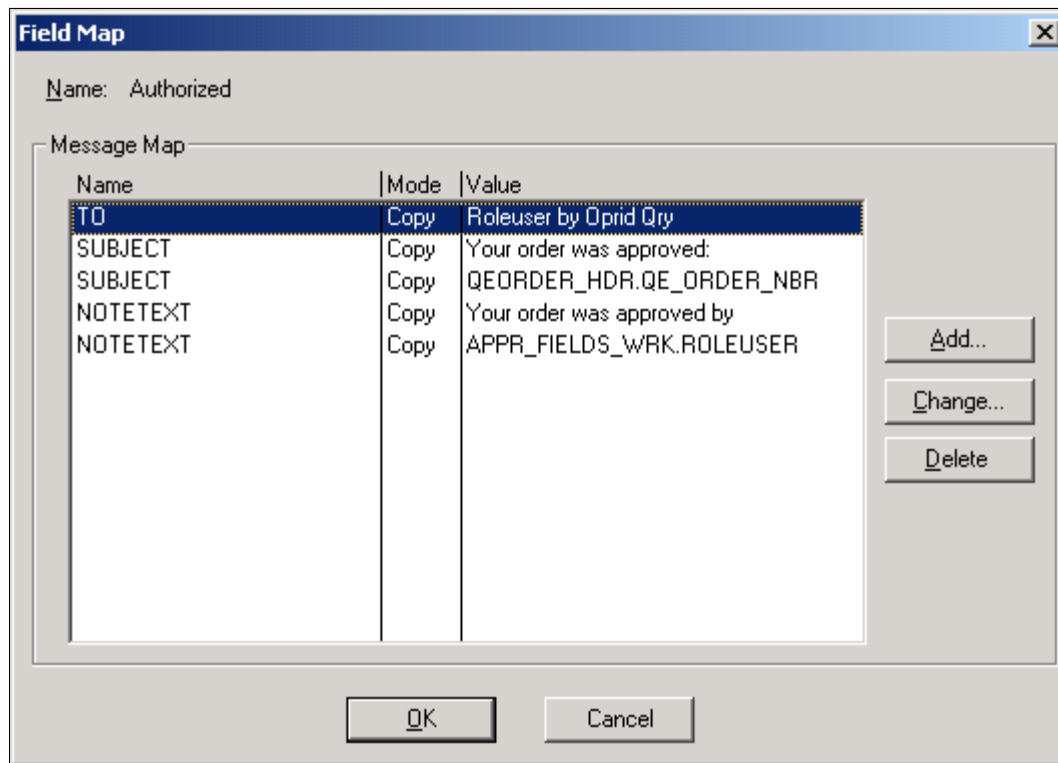 Field Map
Name: Authorized
Message Map
Name Mode Value
TO Copy Roleuser by Oprid Qry
SUBJECT Copy Your order was approved:
SUBJECT Copy QEORDER_HDR.QE_ORDER_NBR
NOTETEXT Copy Your order was approved by
NOTETEXT Copy APPR_FIELDS_WRK.ROLEUSER
Add...
Change...
Delete
OK Cancel